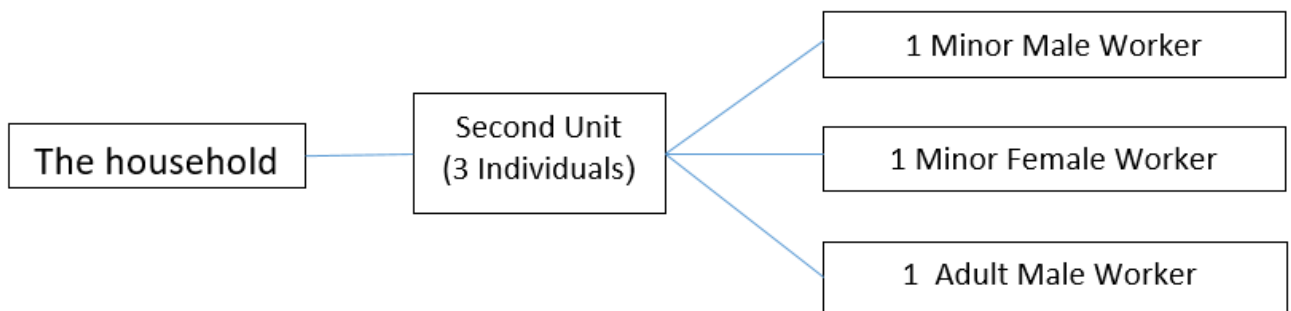 The household
Second Unit
(3 Individuals)
1 Minor Male Worker
1 Minor Female Worker
1 Adult Male Worker